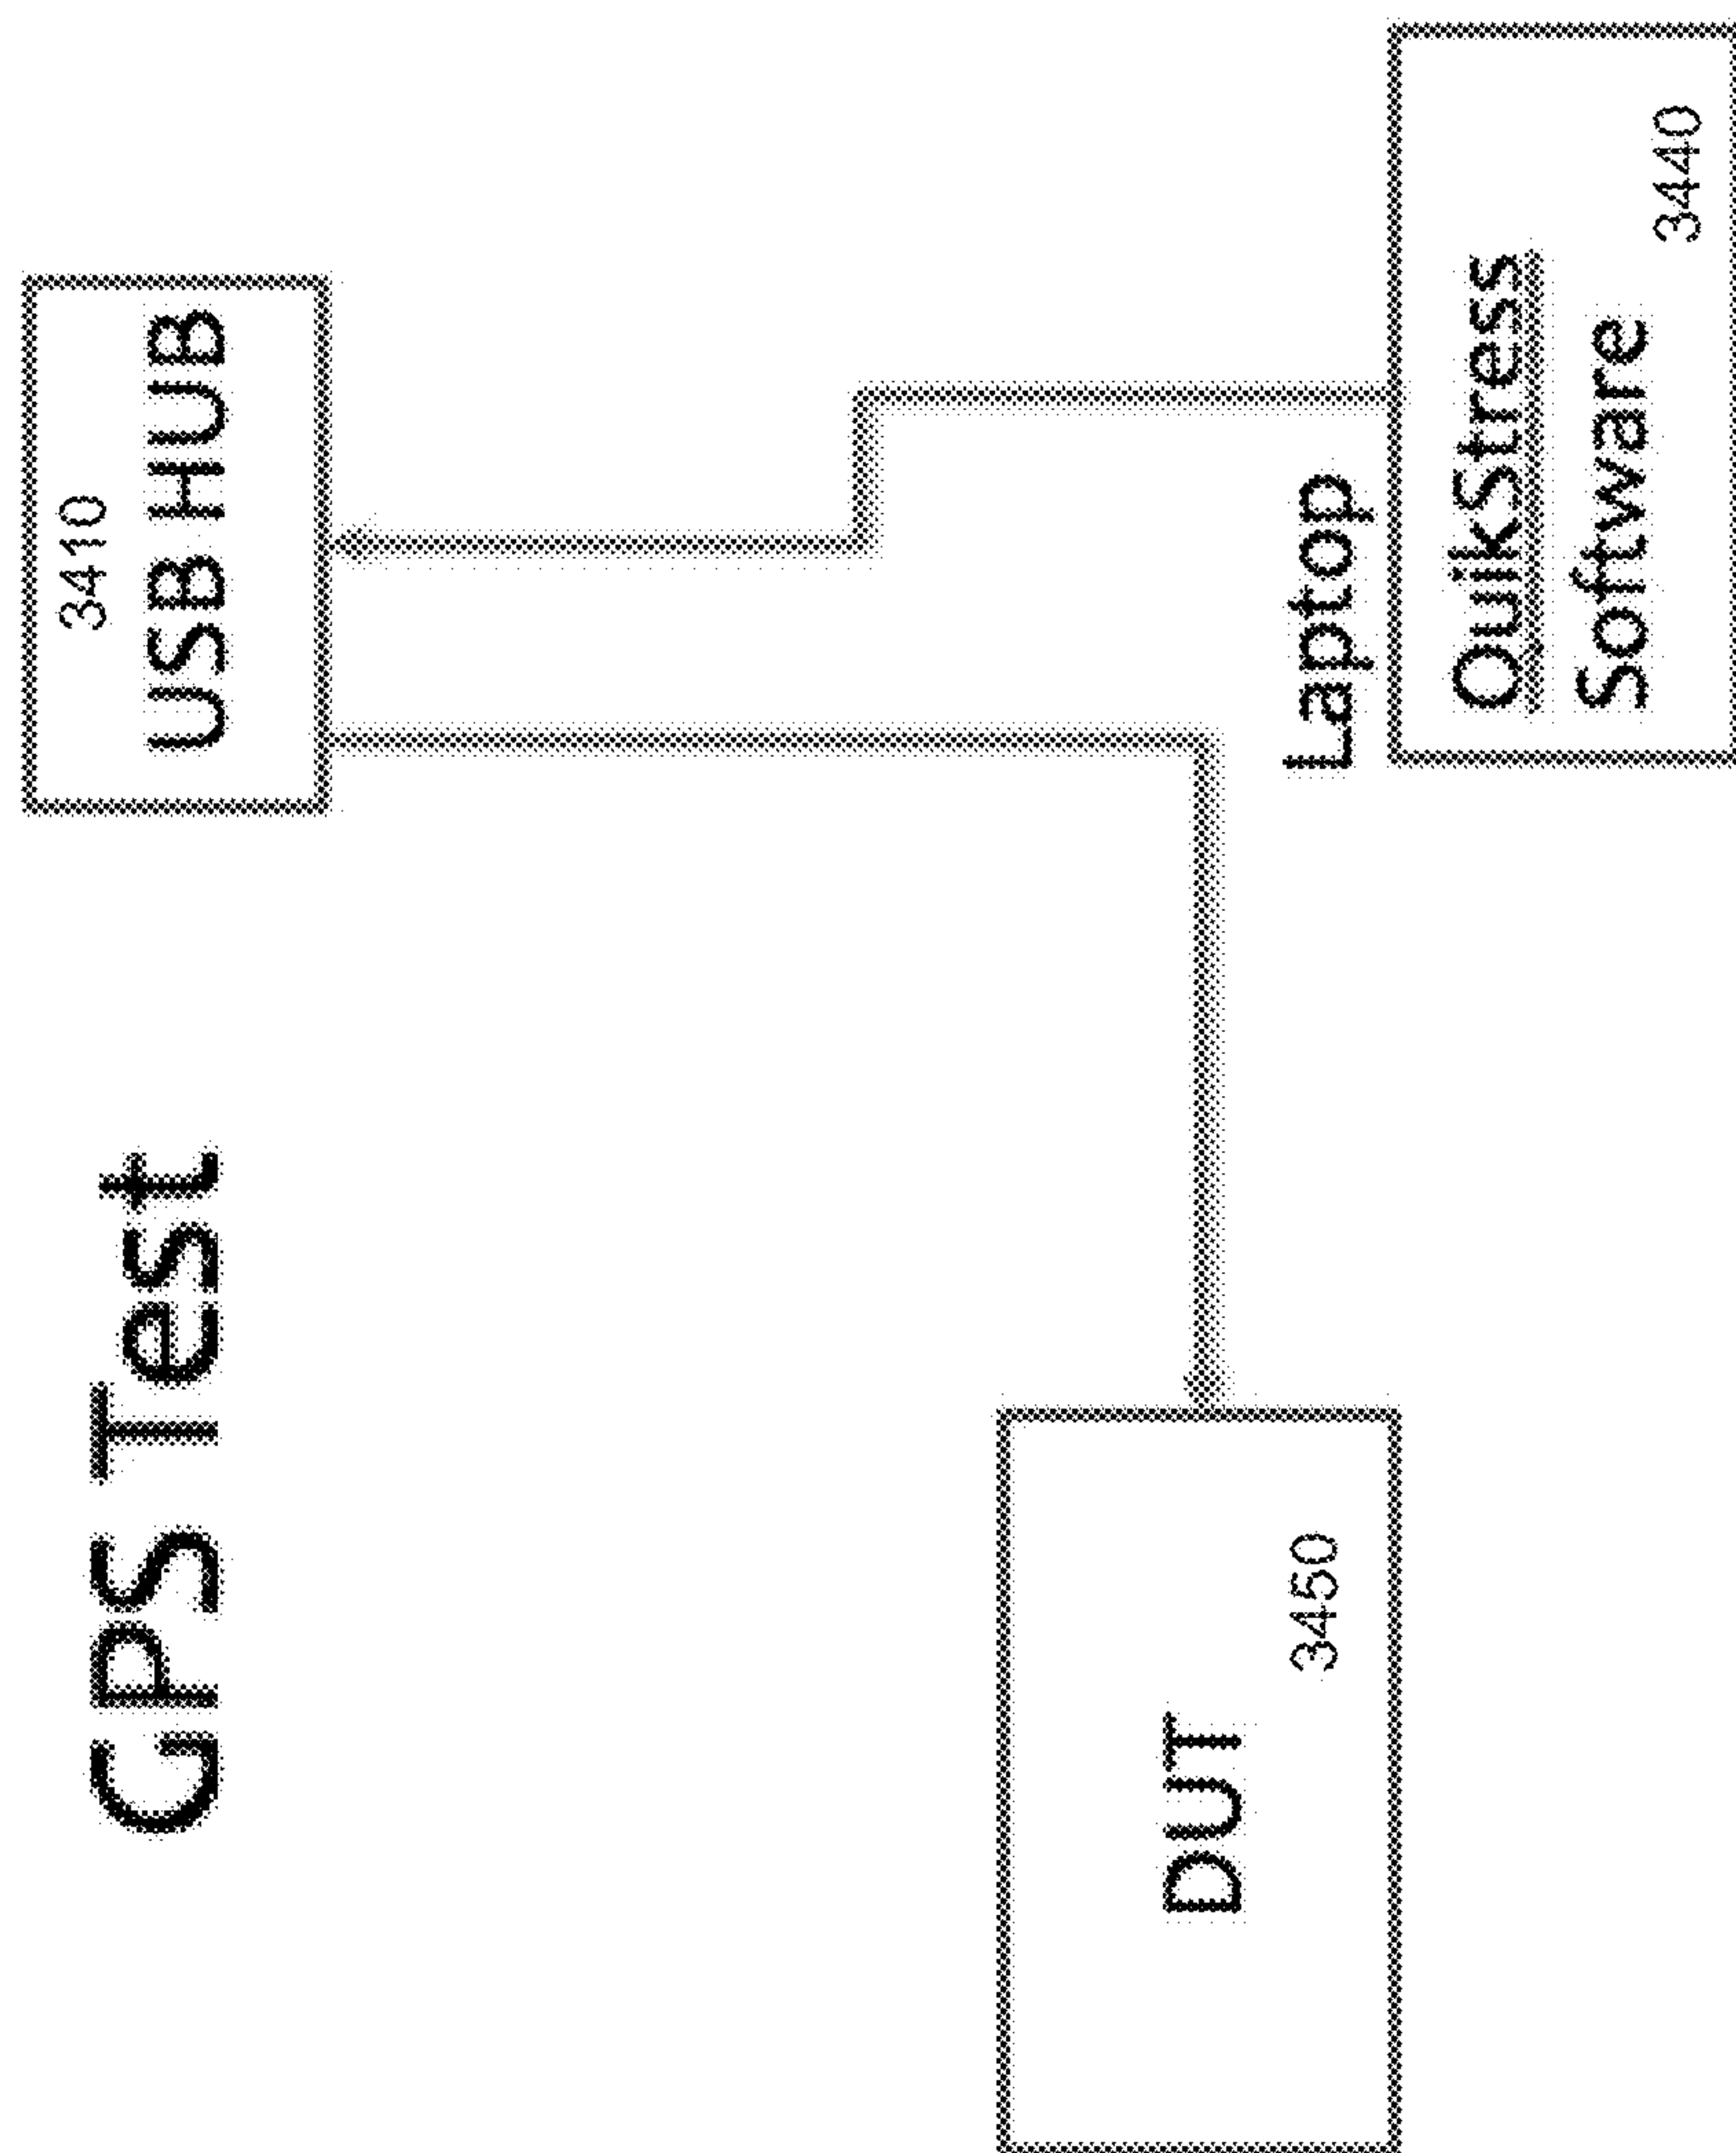 GPS Test
3410
USB HUB
DUT
3450
Laptop
QuikStress
Software
3440